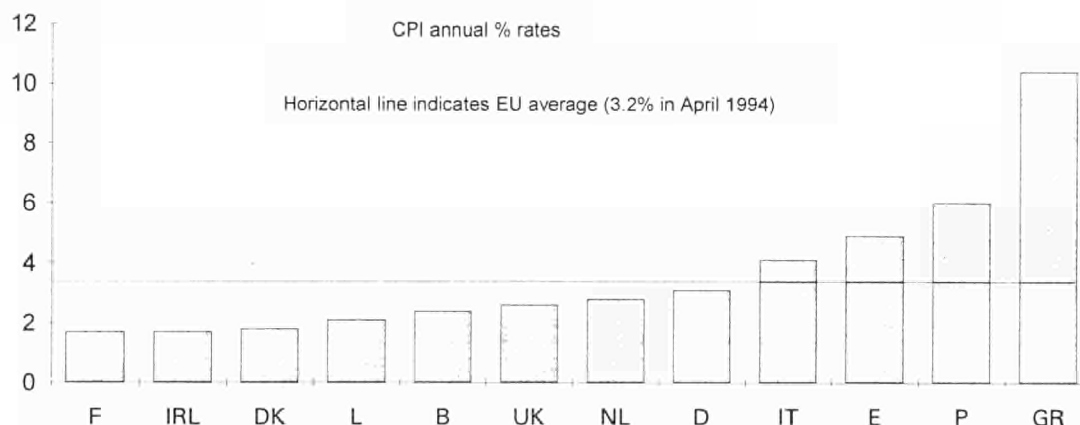 CPI annual % rates
Horizontal line indicates EU average (3.2% in April 1994)
12
10
8
6
4
2
0
F IRL DK L B UK NL D IT E P GR